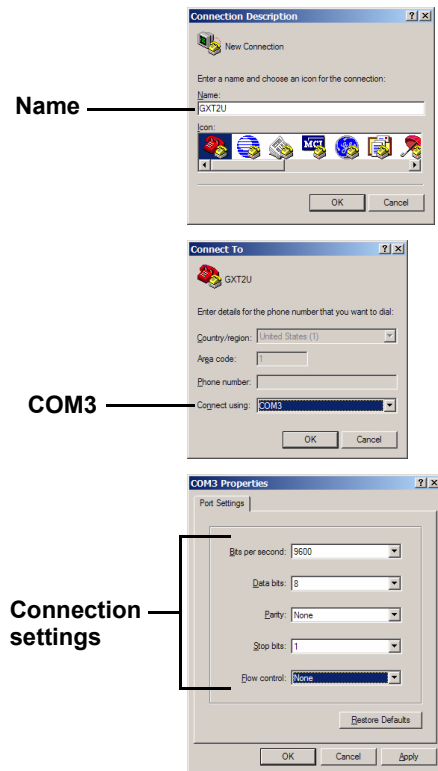 Connection Description
? X
New Connection
Enter a name and choose an icon for the connection:
Name:
Name
GXT2U
Icon:
MCI
OK Cancel
Connect To
? X
GXT2U
Enter details for the phone number that you want to dial:
Country/region: United States (1)
Area code: 1
Phone number:
COM3
Connect using: COM3
OK Cancel
COM3 Properties
? X
Port Settings
Bits per second: 9600
Data bits: 8
Parity: None
Connection
settings
Stop bits: 1
Flow control: None
Restore Defaults
OK Cancel Apply